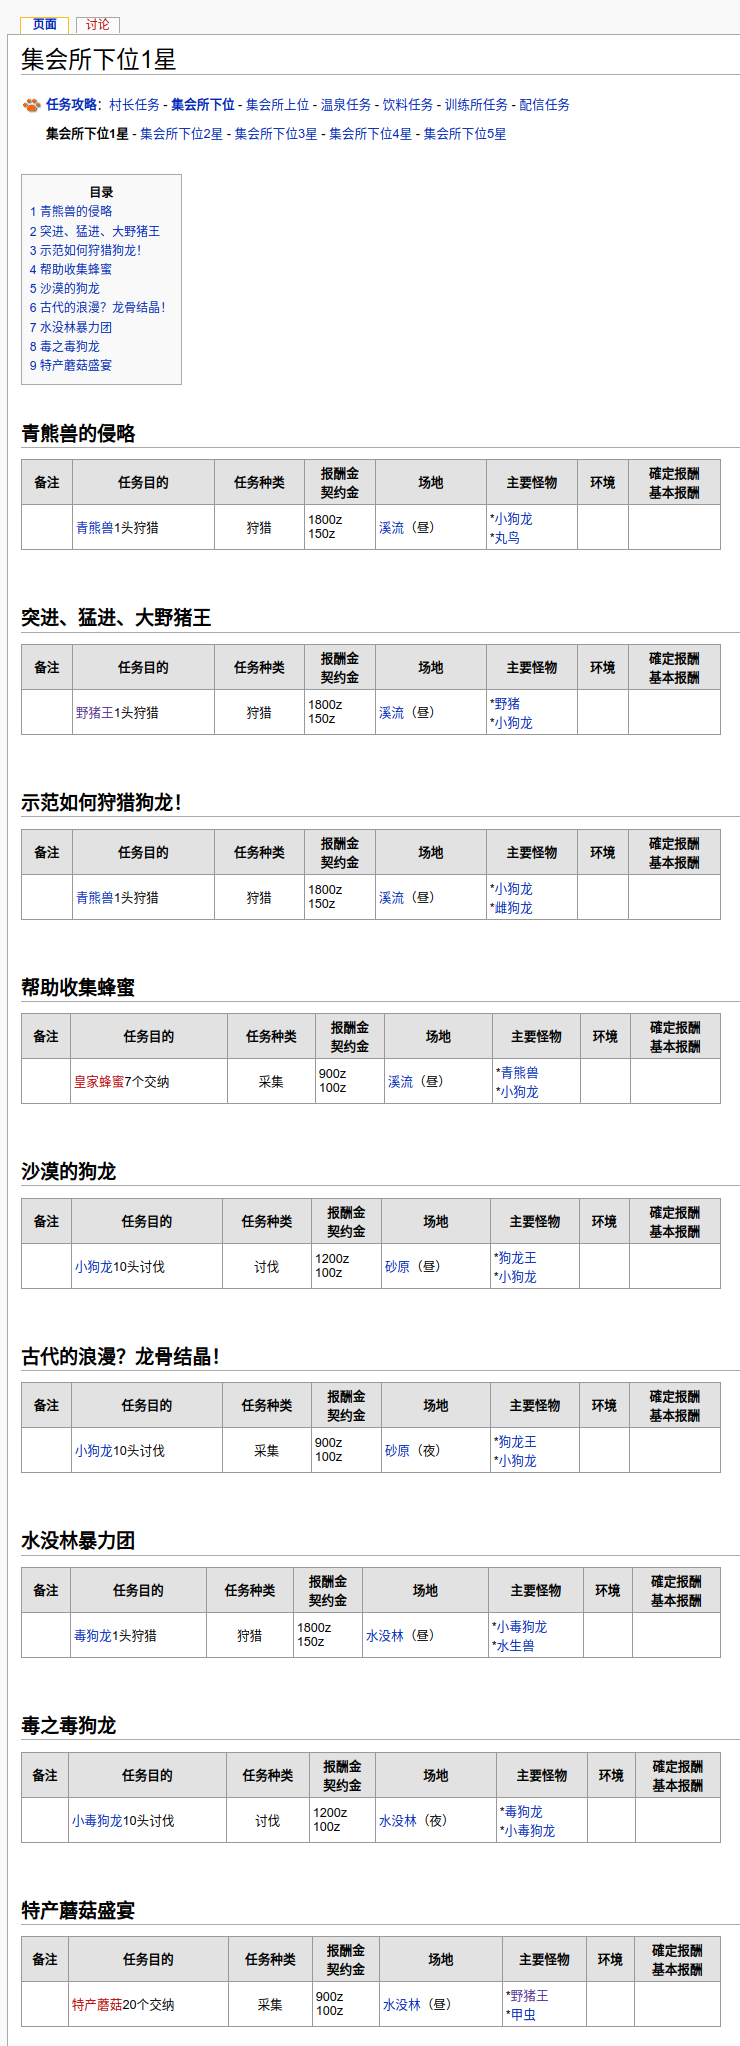 页面 讨论
集会所下位1星
任务攻略：村长任务 - 集会所下位 - 集会所上位 - 温泉任务 - 饮料任务 - 训练所任务 - 配信任务
集会所下位1星 - 集会所下位2星 - 集会所下位3星 - 集会所下位4星 - 集会所下位5星
目录
1 青熊兽的侵略
2 突进、猛进、大野猪王
3 示范如何狩猎狗龙！
4 帮助收集蜂蜜
5 沙漠的狗龙
6 古代的浪漫？龙骨结晶！
7 水没林暴力团
8 毒之毒狗龙
9 特产蘑菇盛宴
青熊兽的侵略
备注 任务目的 任务种类 报酬金 场地 主要怪物 环境 確定报酬
契约金 基本报酬
青熊兽1头狩猎 狩猎 1800z 溪流（昼） *小狗龙
150z *丸鸟
突进、猛进、大野猪王
备注 任务目的 任务种类 报酬金 场地 主要怪物 环境 確定报酬
契约金 基本报酬
野猪王1头狩猎 狩猎 1800z 溪流（昼） *野猪
150z *小狗龙
示范如何狩猎狗龙！
备注 任务目的 任务种类 报酬金 场地 主要怪物 环境 確定报酬
契约金 基本报酬
青熊兽1头狩猎 狩猎 1800z 溪流（昼） *小狗龙
150z *雌狗龙
帮助收集蜂蜜
备注 任务目的 任务种类 报酬金 场地 主要怪物 环境 確定报酬
契约金 基本报酬
皇家蜂蜜7个交纳 采集 900z 溪流（昼） *青熊兽
100z *小狗龙
沙漠的狗龙
备注 任务目的 任务种类 报酬金 场地 主要怪物 环境 確定报酬
契约金 基本报酬
小狗龙10头讨伐 讨伐 1200z 砂原（昼） *狗龙王
100z *小狗龙
古代的浪漫？龙骨结晶！
备注 任务目的 任务种类 报酬金 场地 主要怪物 环境 確定报酬
契约金 基本报酬
小狗龙10头讨伐 采集 900z 砂原（夜） *狗龙王
100z *小狗龙
水没林暴力团
备注 任务目的 任务种类 报酬金 场地 主要怪物 环境 確定报酬
契约金 基本报酬
毒狗龙1头狩猎 狩猎 1800z 水没林（昼） *小毒狗龙
150z *水生兽
毒之毒狗龙
备注 任务目的 任务种类 报酬金 场地 主要怪物 环境 確定报酬
契约金 基本报酬
小毒狗龙10头讨伐 讨伐 1200z 水没林（夜） *毒狗龙
100z *小毒狗龙
特产蘑菇盛宴
备注 任务目的 任务种类 报酬金 场地 主要怪物 环境 確定报酬
契约金 基本报酬
特产蘑菇20个交纳 采集 900z 水没林（昼） *野猪王
100z *甲虫